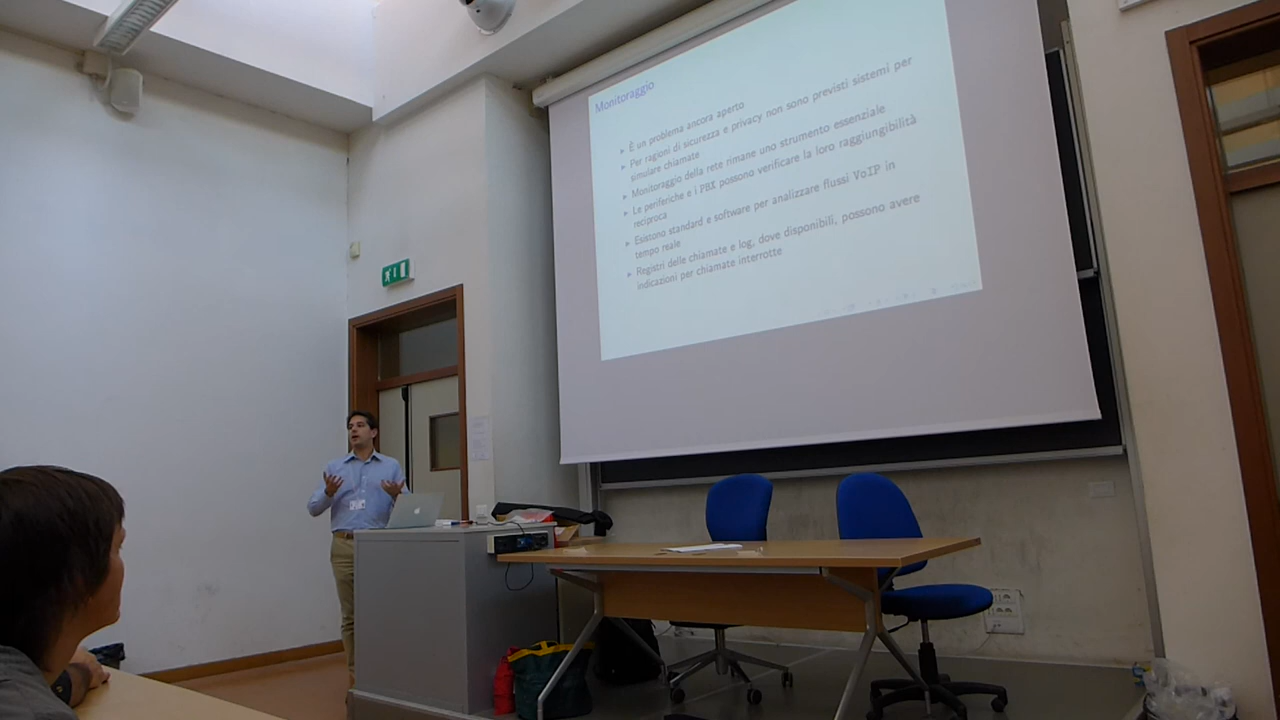 Monitoraggio
▸ È un problema ancora aperto
▸ Per ragioni di sicurezza e privacy non sono previsti sistemi per
simulare chiamate
▸ Monitoraggio della rete rimane uno strumento essenziale
▸ Le periferiche e i PBX possono verificare la loro raggiungibilità
reciproca
▸ Esistono standard e software per analizzare flussi VoIP in
tempo reale
▸ Registri delle chiamate e log, dove disponibili, possono avere
indicazioni per chiamate interrotte